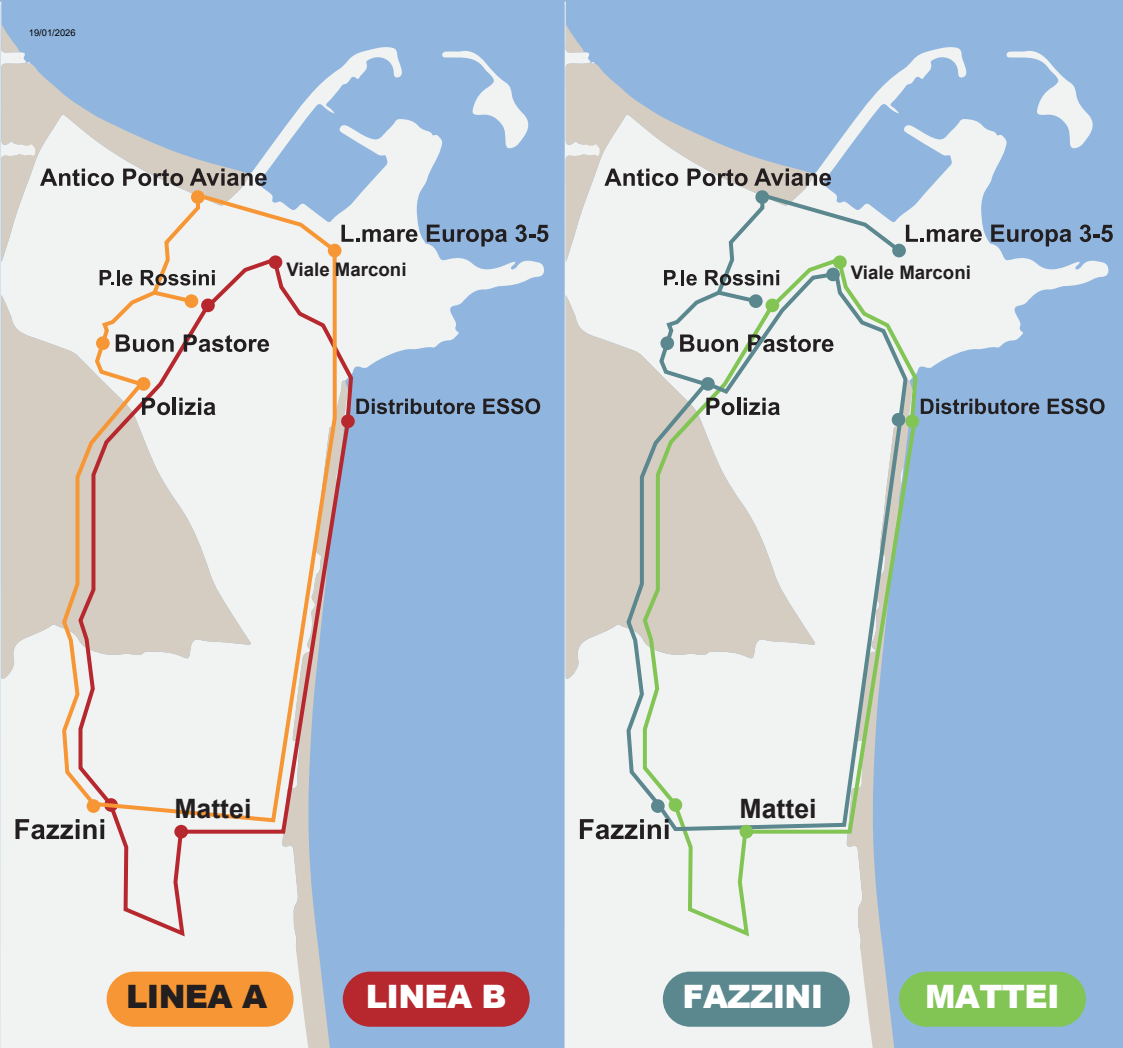 19/01/2026
Antico Porto Aviane
L.mare Europa 3-5
P.le Rossini
Viale Marconi
Buon Pastore
Polizia
Distributore ESSO
Mattei
Fazzini
LINEA A
LINEA B
Antico Porto Aviane
L.mare Europa 3-5
P.le Rossini
Viale Marconi
Buon Pastore
Polizia
Distributore ESSO
Mattei
Fazzini
FAZZINI
MATTEI